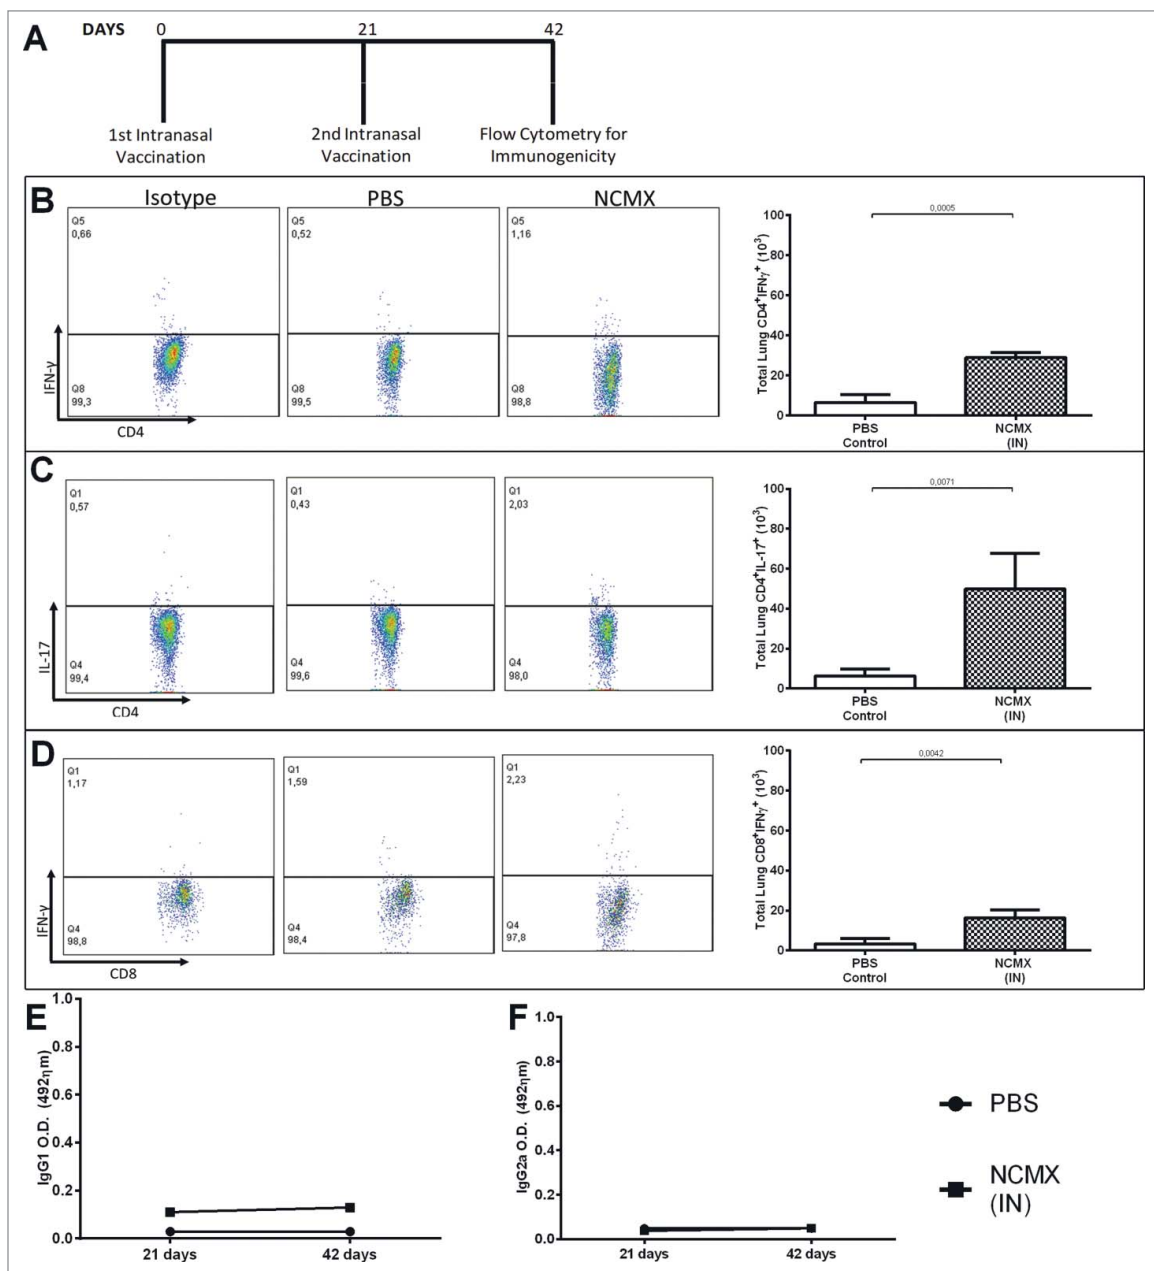 A
DAYS 0 21 42
1st Intranasal
Vaccination
2nd Intranasal
Vaccination
Flow Cytometry for
Immunogenicity
B
Isotype PBS NCMX
Q5
0,66
Q8
99,3
Q5
0,52
Q8
99,5
Q5
1,16
Q8
98,8
IFN-γ
CD4
Total Lung CD4+IFNγ+ (10³)
100
80
60
40
20
0
0,0005
PBS
Control
NCMX
(IN)
C
Q1
0,57
Q4
99,4
Q1
0,43
Q4
99,6
Q1
2,03
Q4
98,0
IL-17
CD4
Total Lung CD4+IL-17+ (10³)
100
80
60
40
20
0
0,0071
PBS
Control
NCMX
(IN)
D
Q1
1,17
Q4
98,8
Q1
1,59
Q4
98,4
Q1
2,23
Q4
97,8
IFN-γ
CD8
Total Lung CD8+IFNγ+ (10³)
100
80
60
40
20
0
0,0042
PBS
Control
NCMX
(IN)
E
IgG1 O.D. (492ηm)
1.0
0.8
0.6
0.4
0.2
0.0
21 days 42 days
F
IgG2a O.D. (492ηm)
1.0
0.8
0.6
0.4
0.2
0.0
21 days 42 days
PBS
NCMX
(IN)